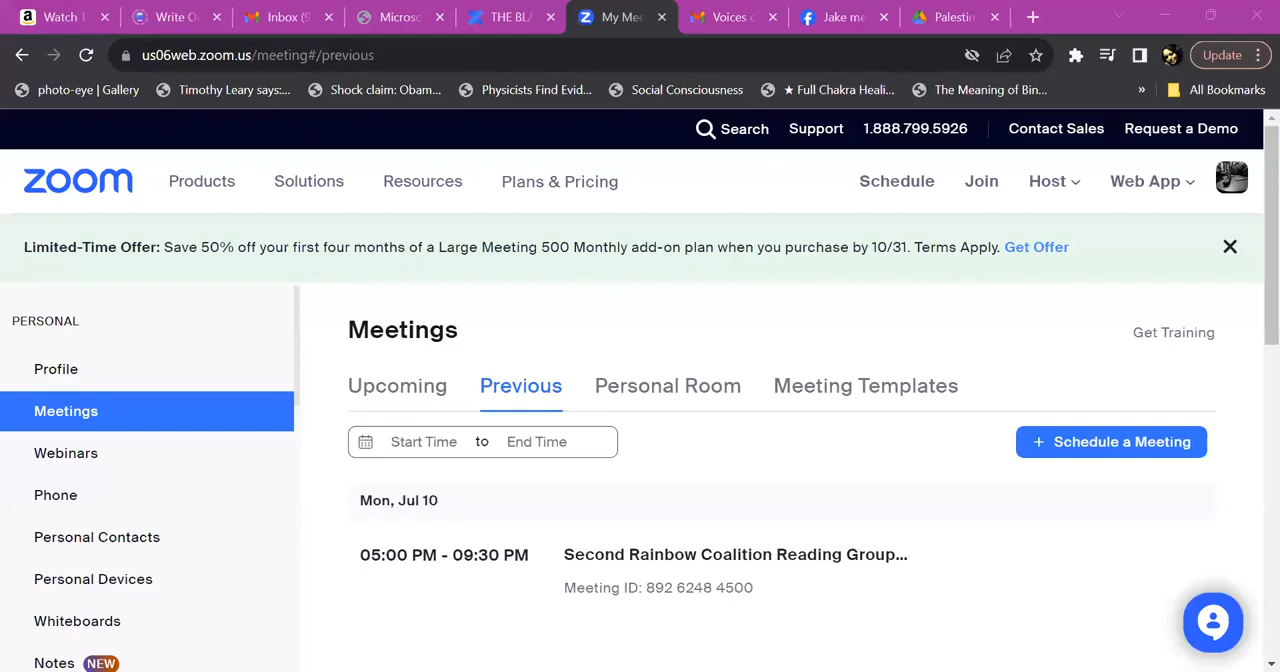 Watch T
Write O
Inbox (9
Microso
THE BLA
My Mee
Voices o
Jake me
Palestin
us06web.zoom.us/meeting#/previous
Update
photo-eye | Gallery
Timothy Leary says:...
Shock claim: Obam...
Physicists Find Evid...
Social Consciousness
★ Full Chakra Heali...
The Meaning of Bin...
»
All Bookmarks
Search
Support
1.888.799.5926
Contact Sales
Request a Demo
zoom
Products
Solutions
Resources
Plans & Pricing
Schedule
Join
Host
Web App
Limited-Time Offer: Save 50% off your first four months of a Large Meeting 500 Monthly add-on plan when you purchase by 10/31. Terms Apply. Get Offer
PERSONAL
Profile
Meetings
Webinars
Phone
Personal Contacts
Personal Devices
Whiteboards
Notes NEW
Meetings
Get Training
Upcoming
Previous
Personal Room
Meeting Templates
Start Time to End Time
+ Schedule a Meeting
Mon, Jul 10
05:00 PM - 09:30 PM
Second Rainbow Coalition Reading Group...
Meeting ID: 892 6248 4500